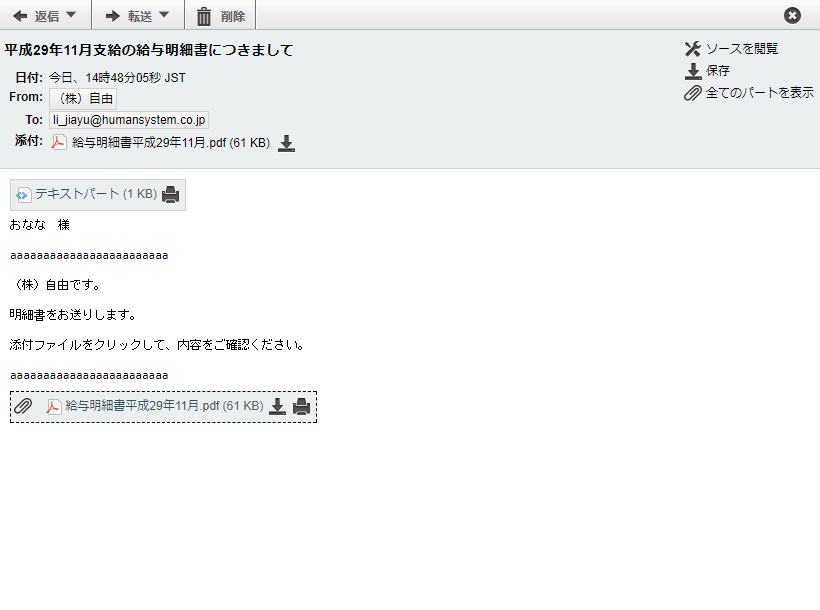 返信 転送 削除
平成29年11月支給の給与明細書につきまして
ソースを閲覧
保存
全てのパートを表示
日付: 今日、14時48分05秒 JST
From: （株）自由
To: li_jiayu@humansystem.co.jp
添付: 給与明細書平成29年11月.pdf (61 KB)
テキストパート (1 KB)
おなな　様
aaaaaaaaaaaaaaaaaaaaaaaa
（株）自由です。
明細書をお送りします。
添付ファイルをクリックして、内容をご確認ください。
aaaaaaaaaaaaaaaaaaaaaaaa
給与明細書平成29年11月.pdf (61 KB)